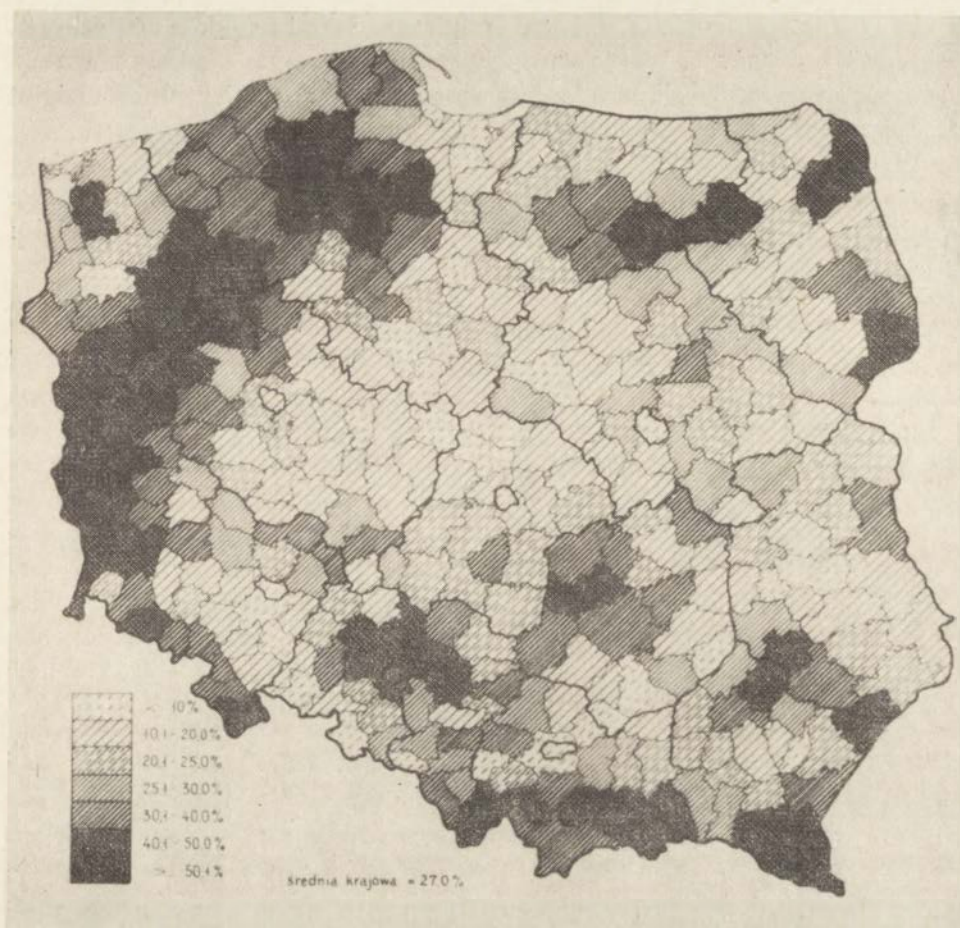 10%
10,1 - 20,0%
20,1 - 25,0%
25,1 - 30,0%
30,1 - 40,0%
40,1 - 50,0%
50,1%
średnia krajowa = 27,0%